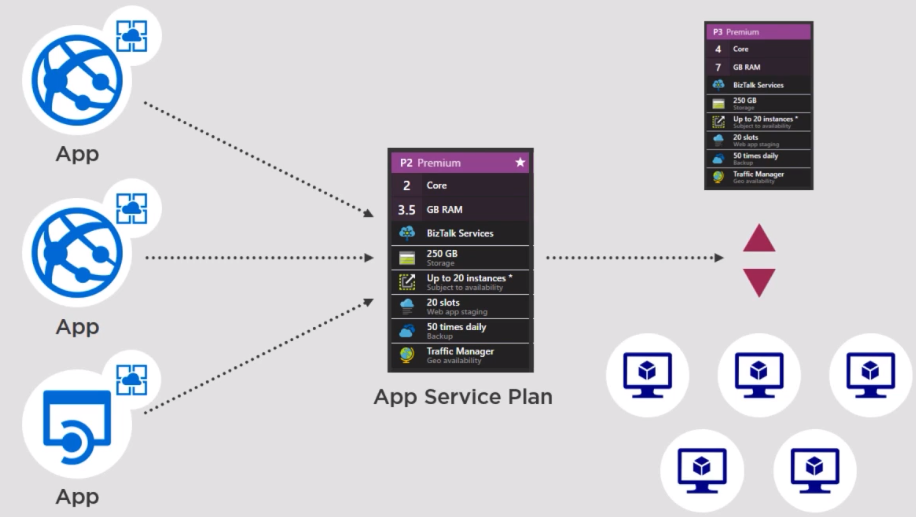 App
App
App
P2 Premium
2 Core
3.5 GB RAM
BizTalk Services
250 GB
Storage
Up to 20 instances *
Subject to availability
20 slots
Web app staging
50 times daily
Backup
Traffic Manager
Geo availability
App Service Plan
P3 Premium
4 Core
7 GB RAM
BizTalk Services
250 GB
Storage
Up to 20 instances *
Subject to availability
20 slots
Web app staging
50 times daily
Backup
Traffic Manager
Geo availability